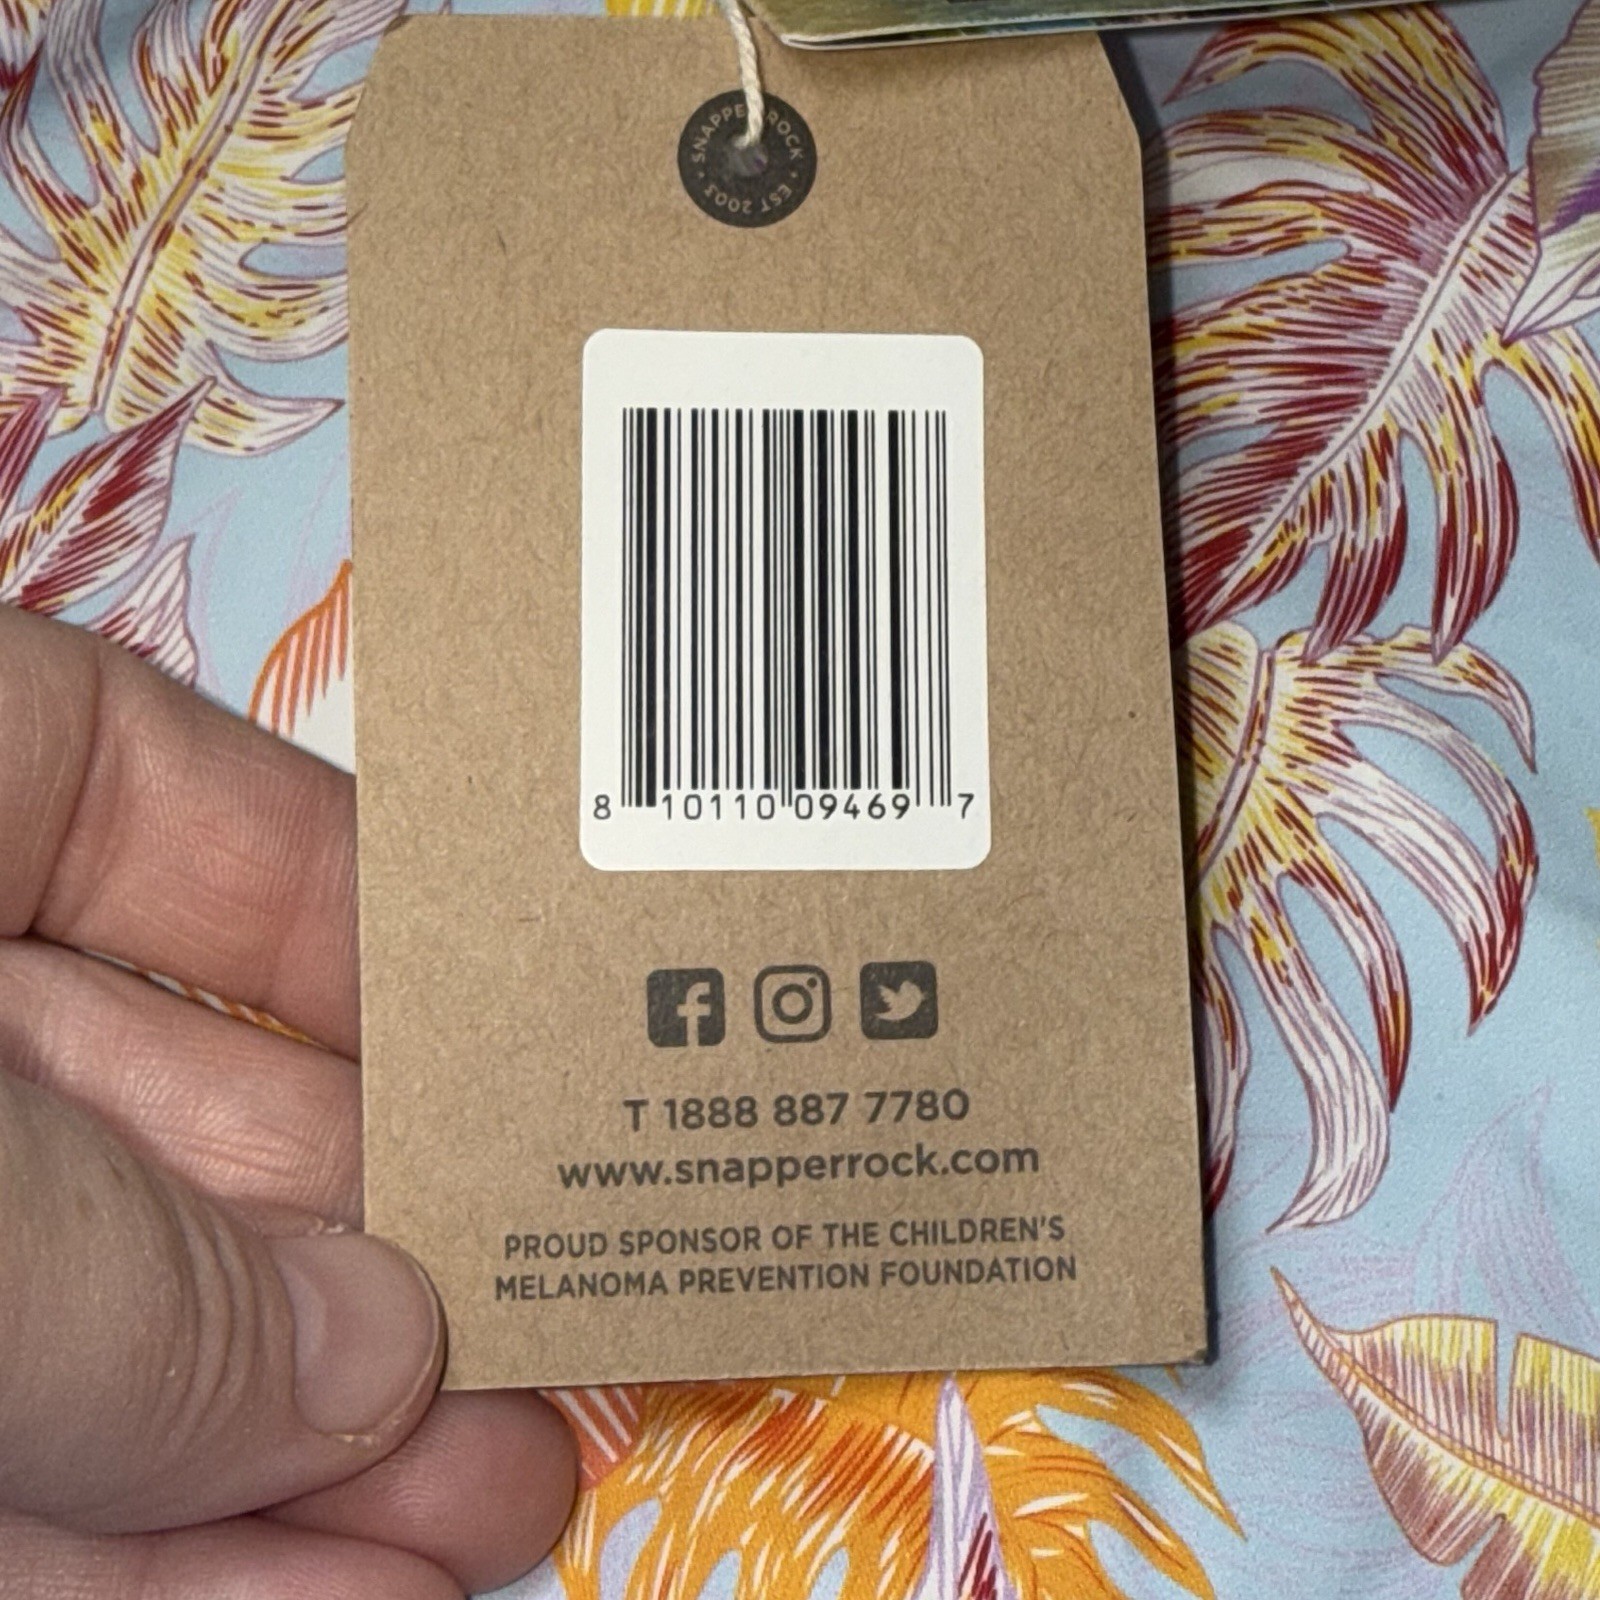 SNAPPER ROCK • EST 2003 •
8 10110 09469 7
T 1888 887 7780
www.snapperrock.com
PROUD SPONSOR OF THE CHILDREN'S
MELANOMA PREVENTION FOUNDATION